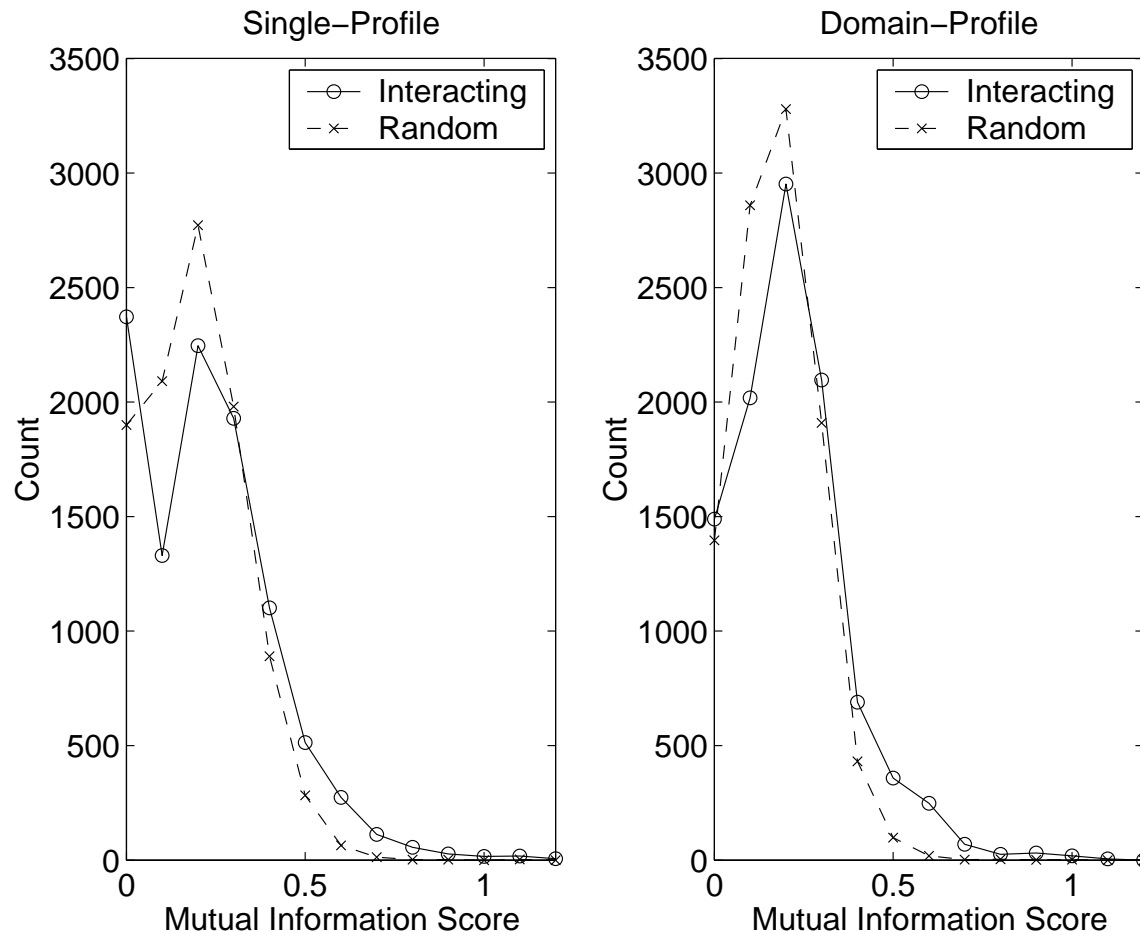 Single−Profile
3500
3000
2500
2000
1500
1000
500
0
Count
Interacting
Random
0
0.5
1
Mutual Information Score
Domain−Profile
3500
3000
2500
2000
1500
1000
500
0
Count
Interacting
Random
0
0.5
1
Mutual Information Score